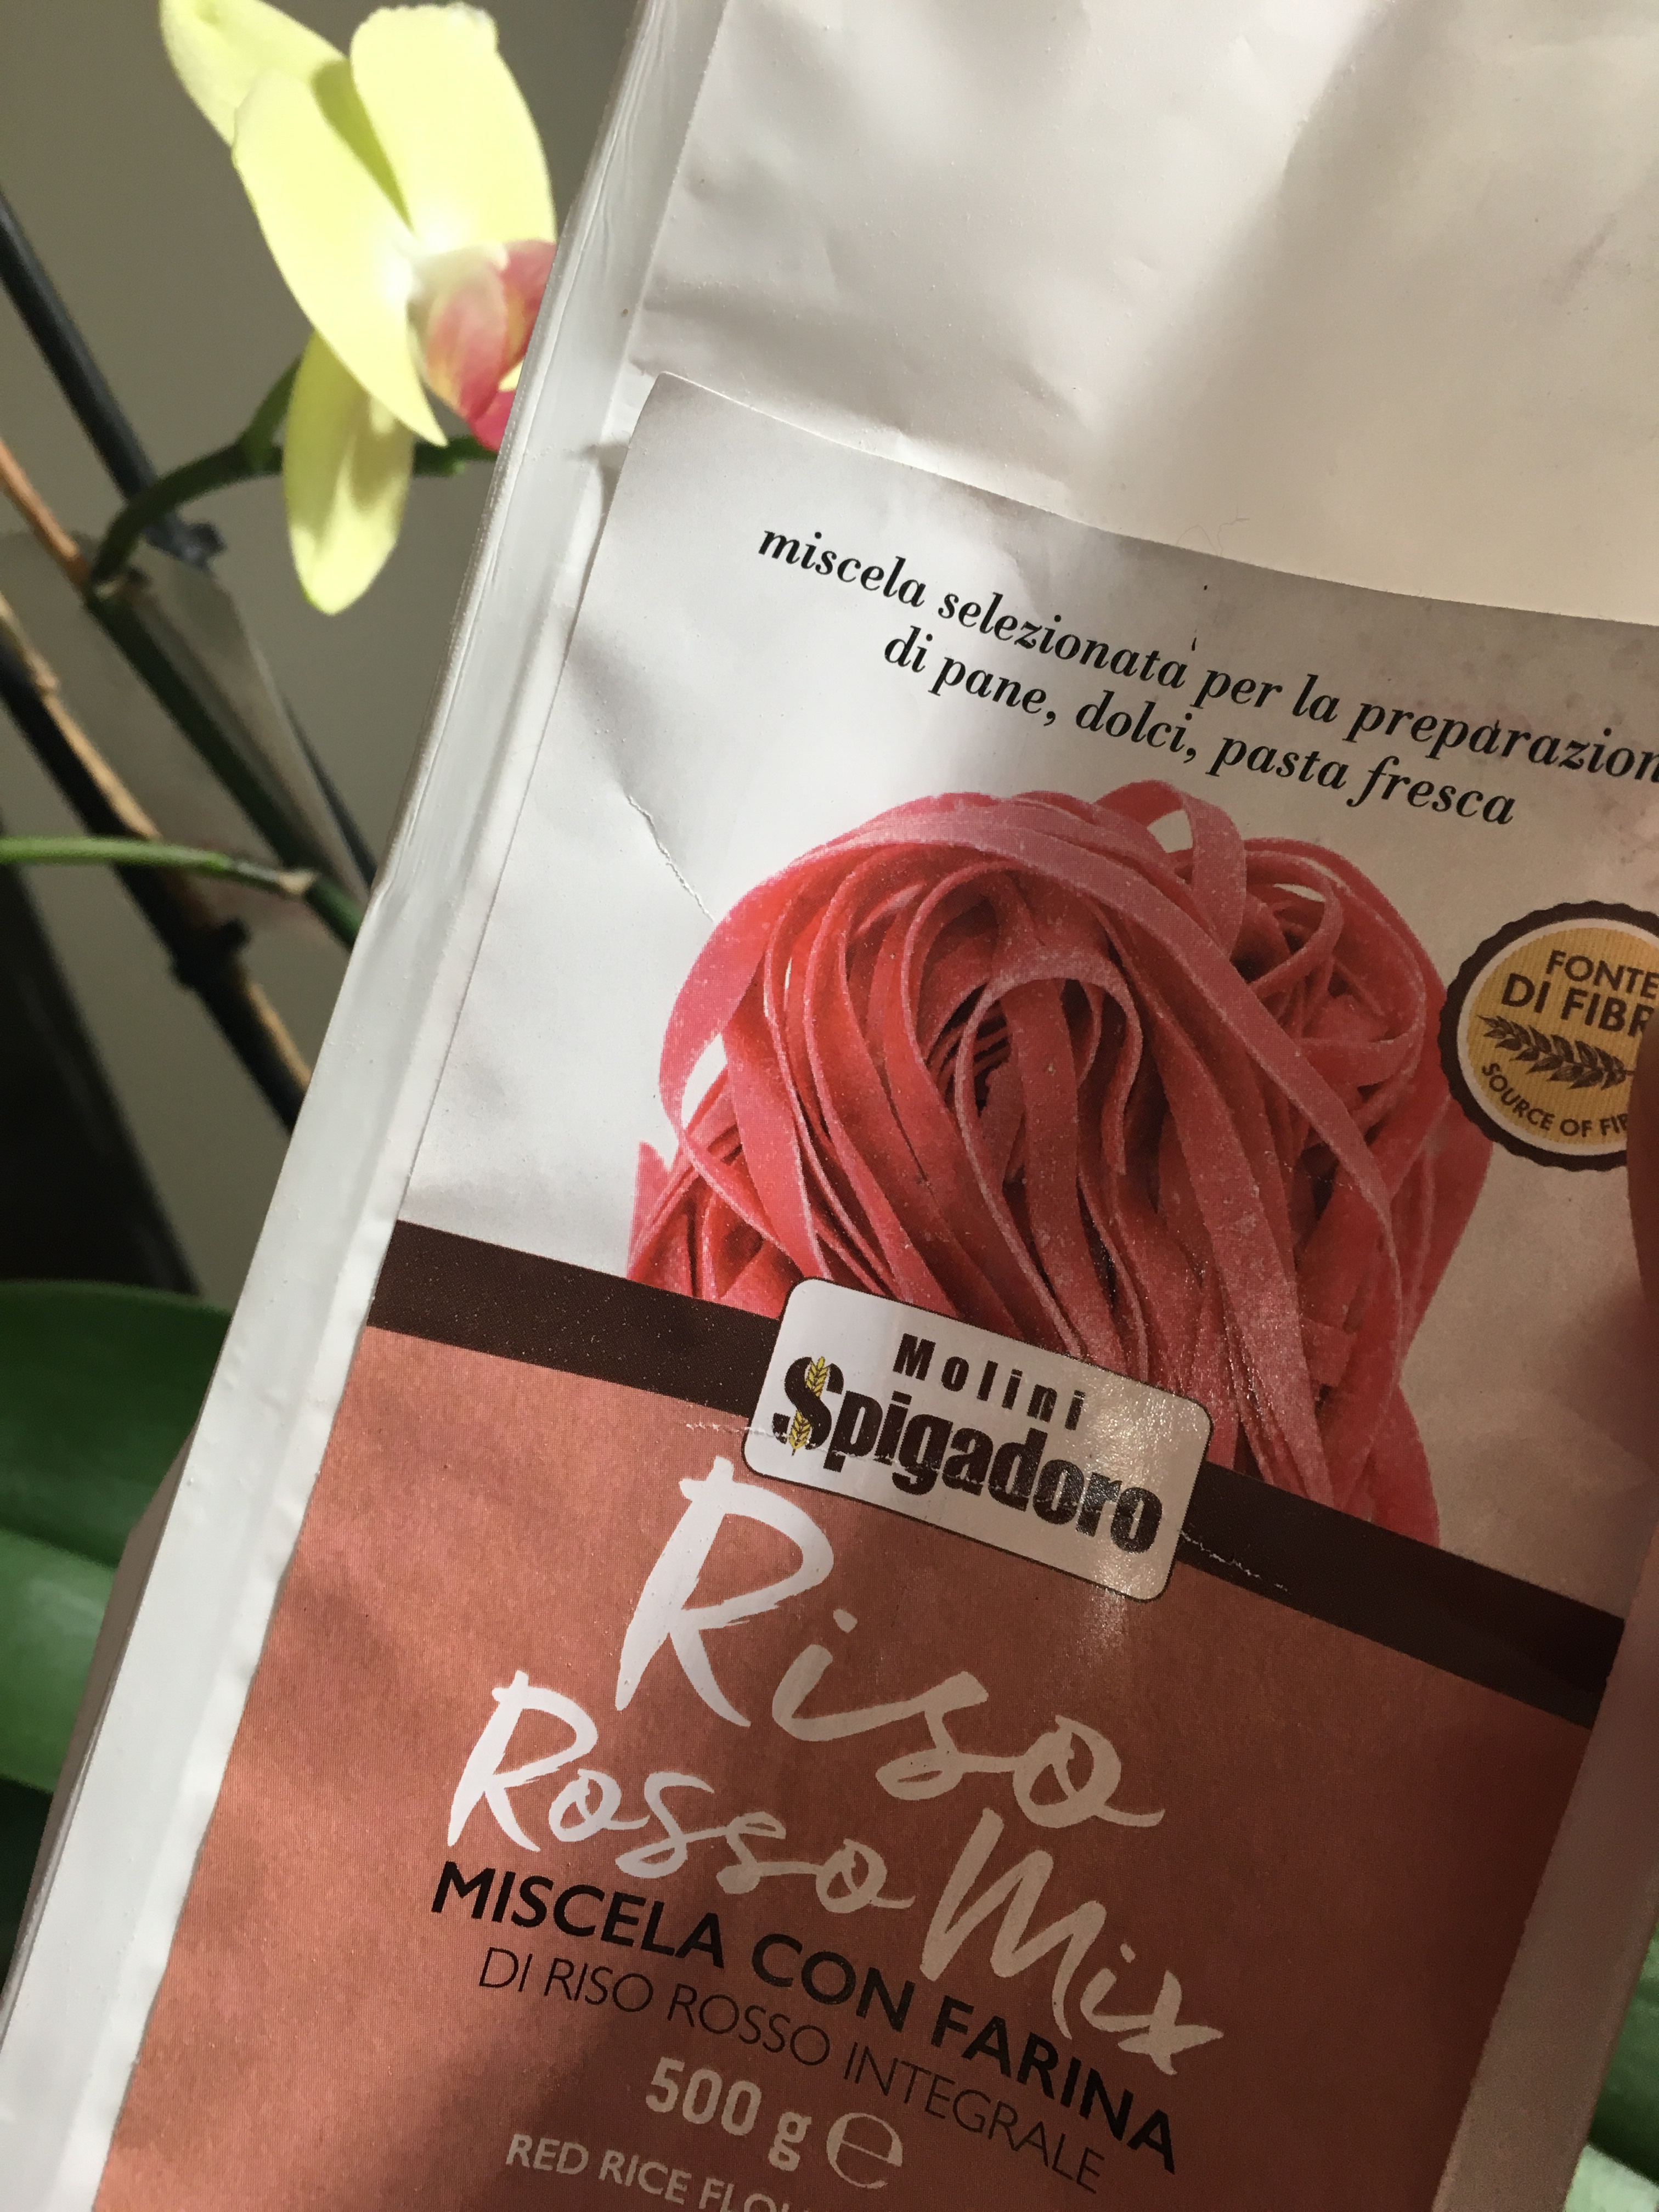 miscela selezionata per la preparazion
di pane, dolci, pasta fresca
FONTE
DI FIBR
SOURCE OF FIB
Molini
Spigadoro
Riso
Rosso Mix
MISCELA CON FARINA
DI RISO ROSSO INTEGRALE
500 g ℮
RED RICE FLOU